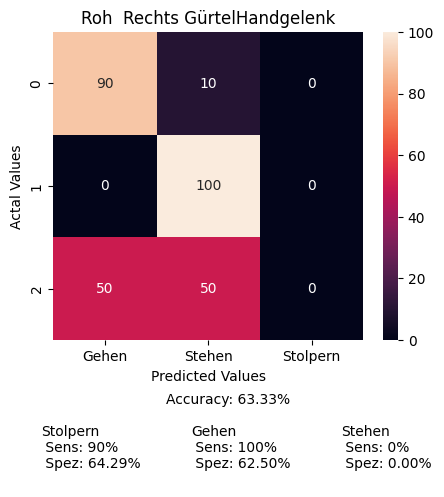 Roh  Rechts GürtelHandgelenk
Actal Values
0
90 10 0
1
0 100 0
2
50 50 0
100
80
60
40
20
0
Gehen Stehen Stolpern
Predicted Values
Accuracy: 63.33%
Stolpern Gehen Stehen
Sens: 90% Sens: 100% Sens: 0%
Spez: 64.29% Spez: 62.50% Spez: 0.00%